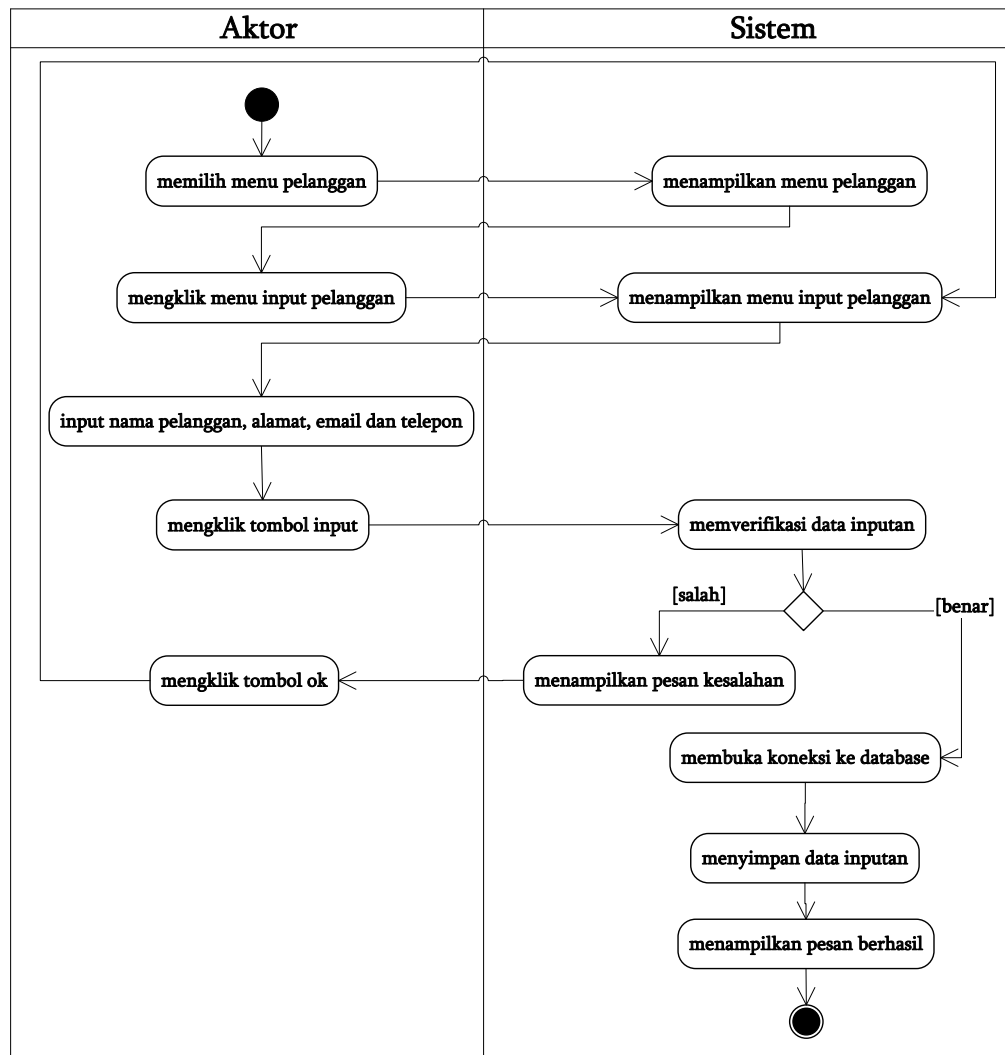 Aktor
Sistem
memilih menu pelanggan
menampilkan menu pelanggan
mengklik menu input pelanggan
menampilkan menu input pelanggan
input nama pelanggan, alamat, email dan telepon
mengklik tombol input
memverifikasi data inputan
[salah]
[benar]
mengklik tombol ok
menampilkan pesan kesalahan
membuka koneksi ke database
menyimpan data inputan
menampilkan pesan berhasil